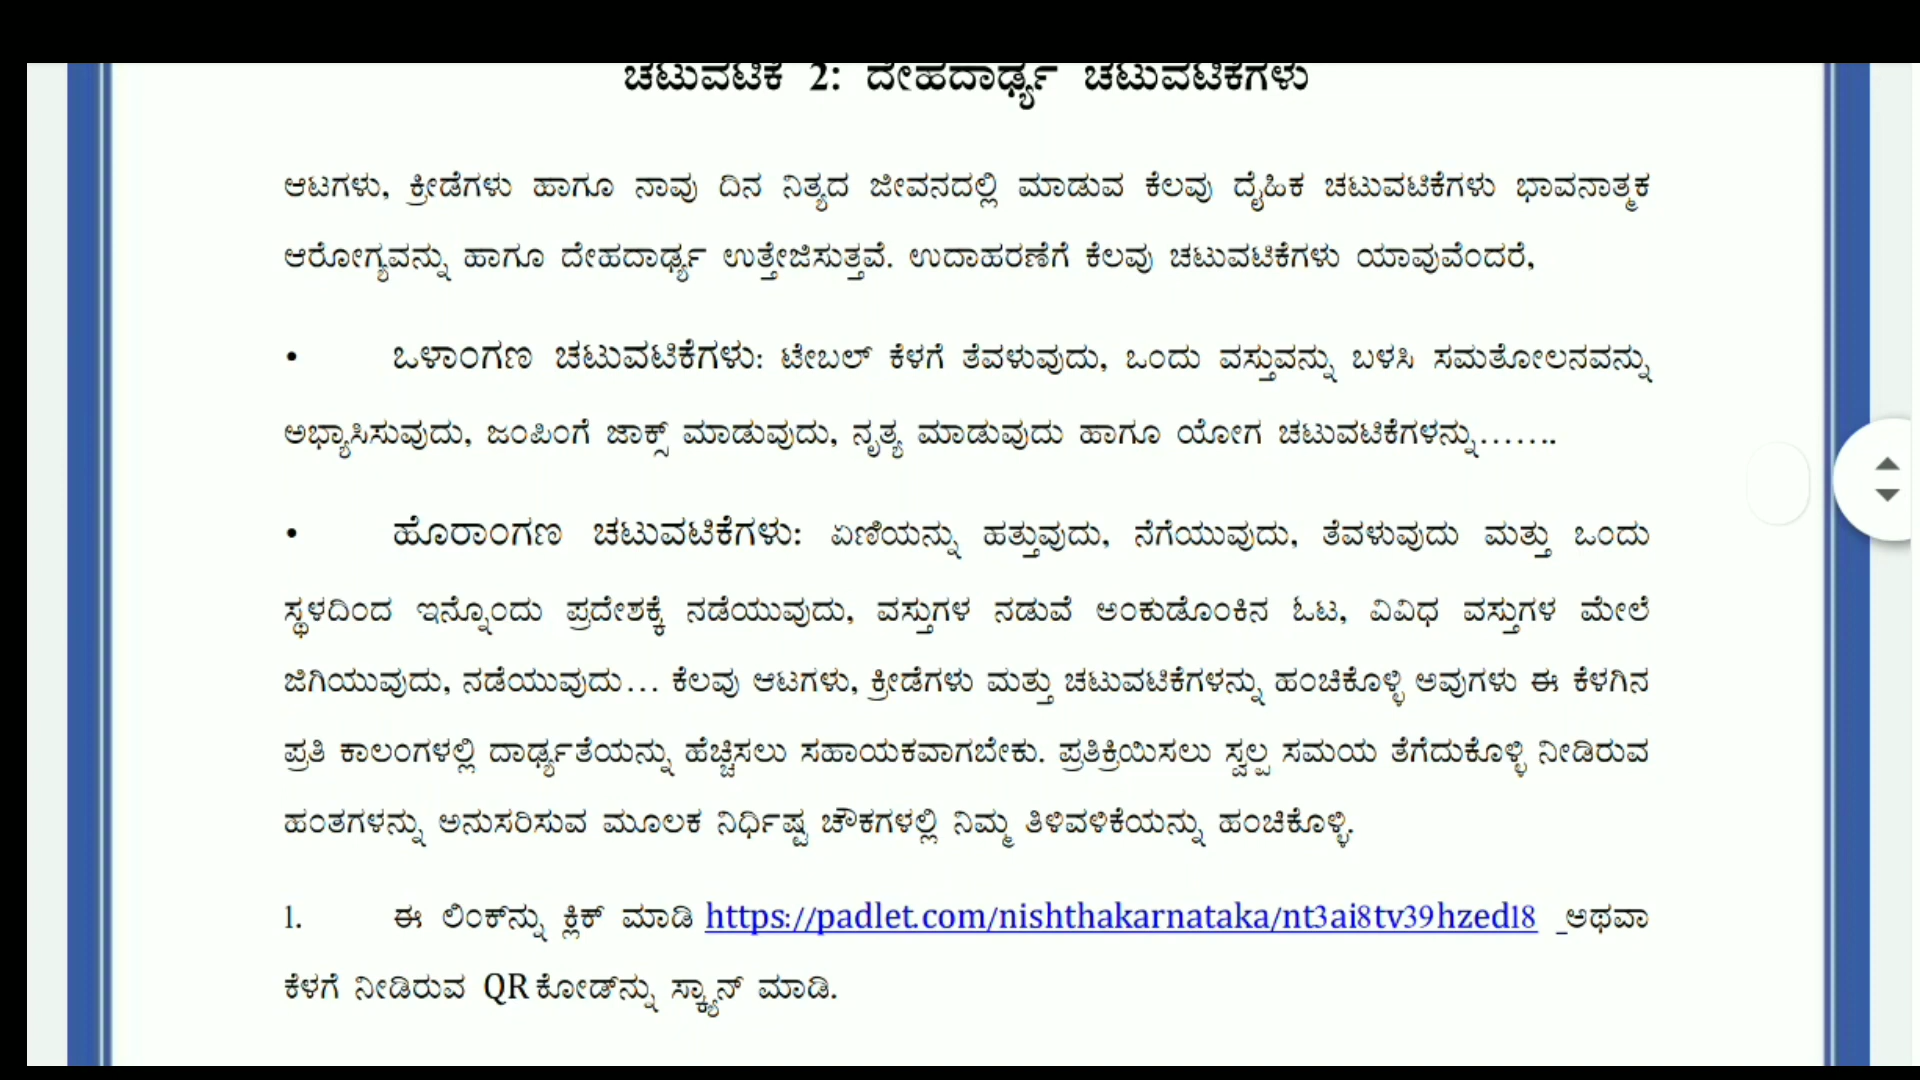 ಚಟುವಟಿಕೆ 2: ದೇಹದಾರ್ಢ್ಯ ಚಟುವಟಿಕೆಗಳು
ಆಟಗಳು, ಕ್ರೀಡೆಗಳು ಹಾಗೂ ನಾವು ದಿನ ನಿತ್ಯದ ಜೀವನದಲ್ಲಿ ಮಾಡುವ ಕೆಲವು ದೈಹಿಕ ಚಟುವಟಿಕೆಗಳು ಭಾವನಾತ್ಮಕ
ಆರೋಗ್ಯವನ್ನು ಹಾಗೂ ದೇಹದಾರ್ಢ್ಯ ಉತ್ತೇಜಿಸುತ್ತವೆ. ಉದಾಹರಣೆಗೆ ಕೆಲವು ಚಟುವಟಿಕೆಗಳು ಯಾವುವೆಂದರೆ,
• ಒಳಾಂಗಣ ಚಟುವಟಿಕೆಗಳು: ಟೇಬಲ್ ಕೆಳಗೆ ತೆವಳುವುದು, ಒಂದು ವಸ್ತುವನ್ನು ಬಳಸಿ ಸಮತೋಲನವನ್ನು
ಅಭ್ಯಾಸಿಸುವುದು, ಜಂಪಿಂಗೆ ಜಾಕ್ಸ್ ಮಾಡುವುದು, ನೃತ್ಯ ಮಾಡುವುದು ಹಾಗೂ ಯೋಗ ಚಟುವಟಿಕೆಗಳನ್ನು…….
• ಹೊರಾಂಗಣ ಚಟುವಟಿಕೆಗಳು: ಏಣಿಯನ್ನು ಹತ್ತುವುದು, ನೆಗೆಯುವುದು, ತೆವಳುವುದು ಮತ್ತು ಒಂದು
ಸ್ಥಳದಿಂದ ಇನ್ನೊಂದು ಪ್ರದೇಶಕ್ಕೆ ನಡೆಯುವುದು, ವಸ್ತುಗಳ ನಡುವೆ ಅಂಕುಡೊಂಕಿನ ಓಟ, ವಿವಿಧ ವಸ್ತುಗಳ ಮೇಲೆ
ಜಿಗಿಯುವುದು, ನಡೆಯುವುದು… ಕೆಲವು ಆಟಗಳು, ಕ್ರೀಡೆಗಳು ಮತ್ತು ಚಟುವಟಿಕೆಗಳನ್ನು ಹಂಚಿಕೊಳ್ಳಿ ಅವುಗಳು ಈ ಕೆಳಗಿನ
ಪ್ರತಿ ಕಾಲಂಗಳಲ್ಲಿ ದಾರ್ಢ್ಯತೆಯನ್ನು ಹೆಚ್ಚಿಸಲು ಸಹಾಯಕವಾಗಬೇಕು. ಪ್ರತಿಕ್ರಿಯಿಸಲು ಸ್ವಲ್ಪ ಸಮಯ ತೆಗೆದುಕೊಳ್ಳಿ ನೀಡಿರುವ
ಹಂತಗಳನ್ನು ಅನುಸರಿಸುವ ಮೂಲಕ ನಿರ್ಧಿಷ್ಟ ಚೌಕಗಳಲ್ಲಿ ನಿಮ್ಮ ತಿಳಿವಳಿಕೆಯನ್ನು ಹಂಚಿಕೊಳ್ಳಿ.
1. ಈ ಲಿಂಕ್‌ನ್ನು ಕ್ಲಿಕ್ ಮಾಡಿ https://padlet.com/nishthakarnataka/nt3ai8tv39hzed18 ಅಥವಾ
ಕೆಳಗೆ ನೀಡಿರುವ QR ಕೋಡ್‌ನ್ನು ಸ್ಕ್ಯಾನ್ ಮಾಡಿ.